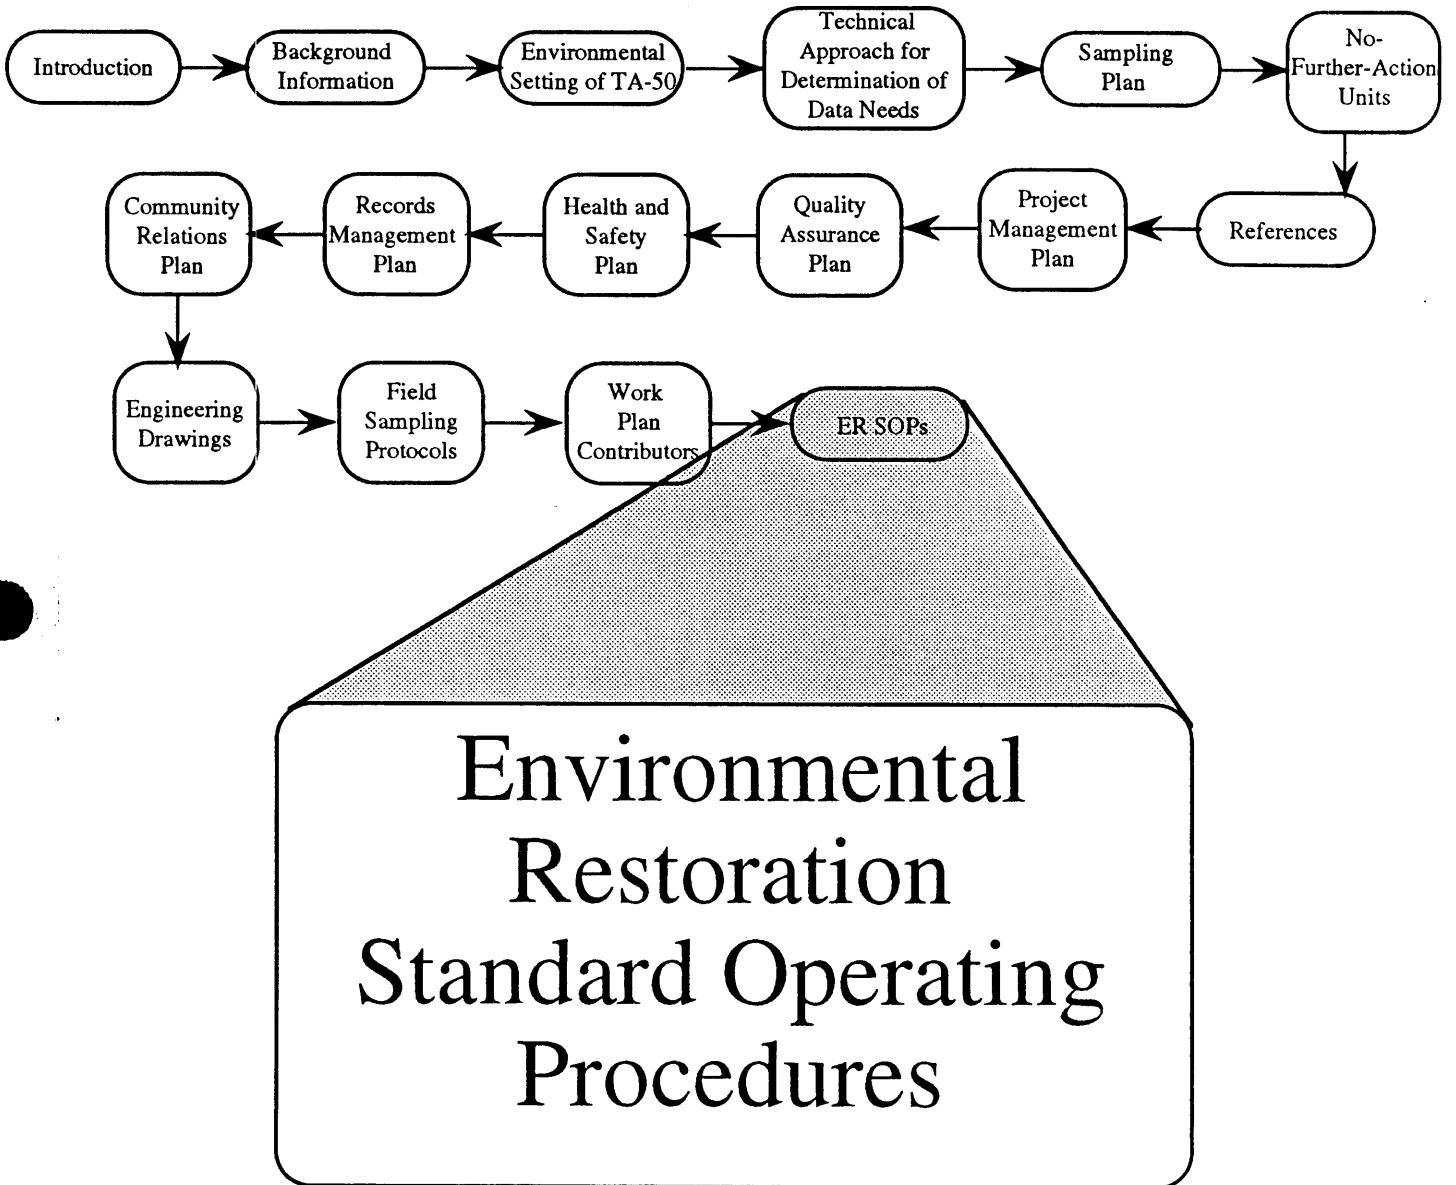 Introduction
Background
Information
Environmental
Setting of TA-50
Technical
Approach for
Determination of
Data Needs
Sampling
Plan
No-
Further-Action
Units
References
Project
Management
Plan
Quality
Assurance
Plan
Health and
Safety
Plan
Records
Management
Plan
Community
Relations
Plan
Engineering
Drawings
Field
Sampling
Protocols
Work
Plan
Contributors
ER SOPs
Environmental
Restoration
Standard Operating
Procedures